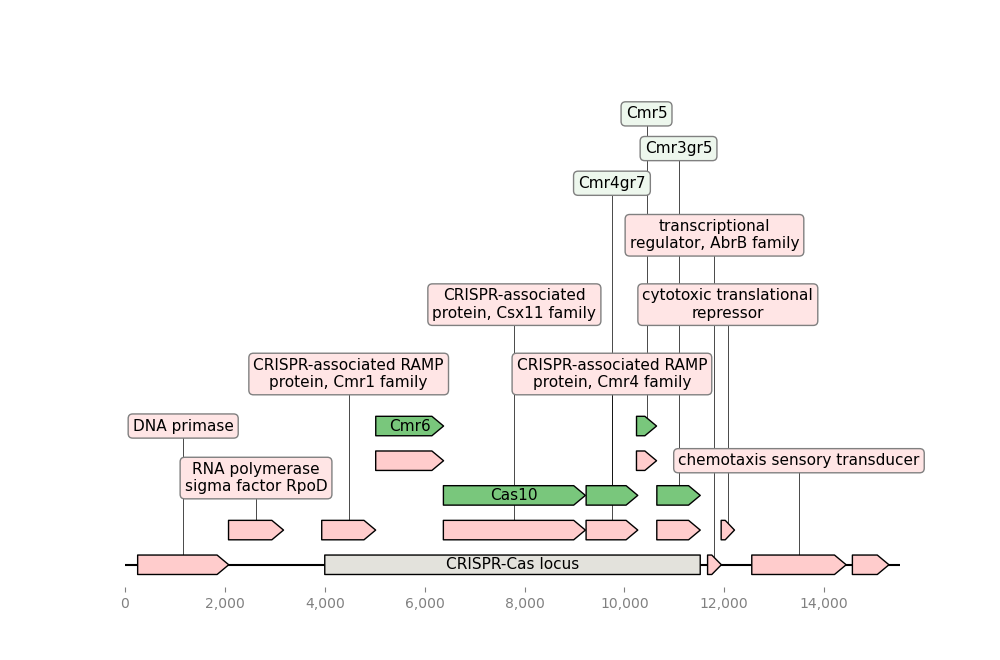 Cmr5
Cmr3gr5
Cmr4gr7
transcriptional
regulator, AbrB family
CRISPR-associated
protein, Csx11 family
cytotoxic translational
repressor
CRISPR-associated RAMP
protein, Cmr1 family
CRISPR-associated RAMP
protein, Cmr4 family
DNA primase
Cmr6
RNA polymerase
sigma factor RpoD
chemotaxis sensory transducer
Cas10
CRISPR-Cas locus
0
2,000
4,000
6,000
8,000
10,000
12,000
14,000